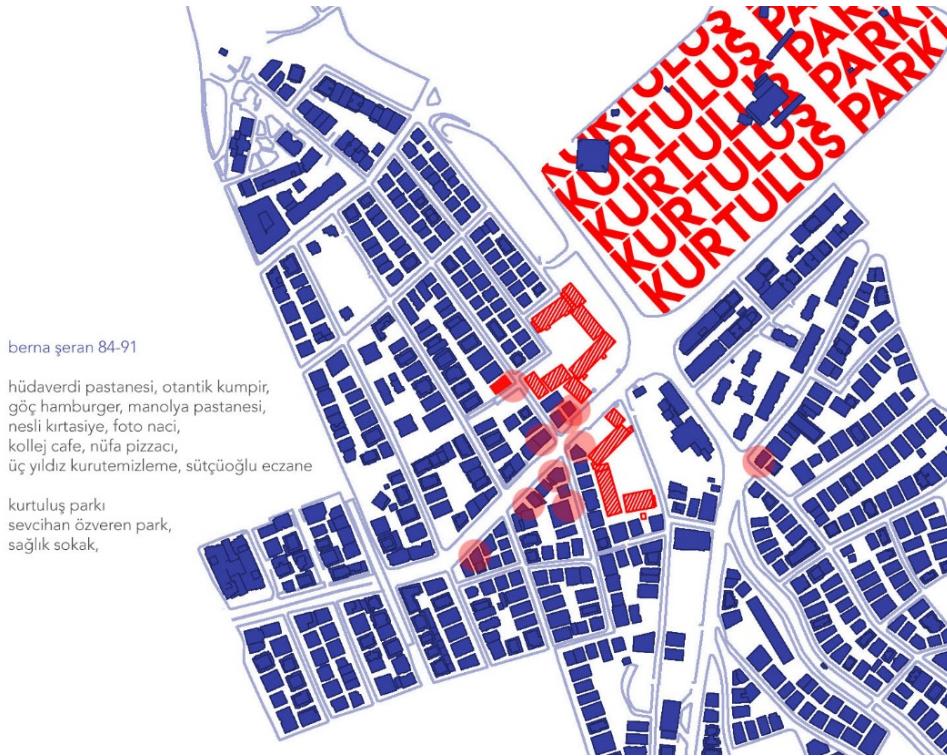 KURTULUŞ PARKI
KURTULUŞ PARKI
KURTULUŞ PARKI
KURTULUŞ PARKI
KURTULUŞ PARKI
berna şeran 84-91
hüdaverdi pastanesi, otantik kumpir,
göç hamburger, manolya pastanesi,
nesli kırtasiye, foto naci,
kollej cafe, nüfa pizzacı,
üç yıldız kurutemizleme, sütçüoğlu eczane
kurtuluş parkı
sevcihan özveren park,
sağlık sokak,